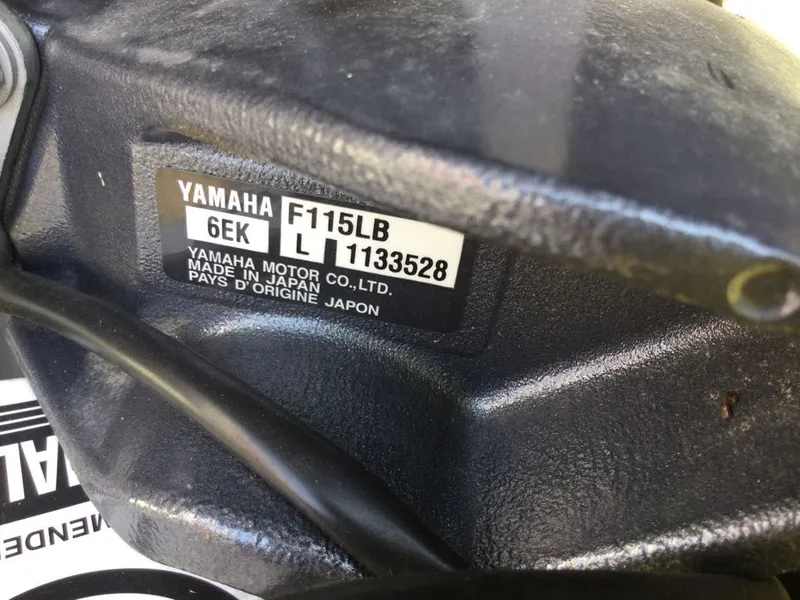 YAMAHA
F115LB
6EK
L 1133528
YAMAHA MOTOR CO.,LTD.
MADE IN JAPAN
PAYS D'ORIGINE JAPON